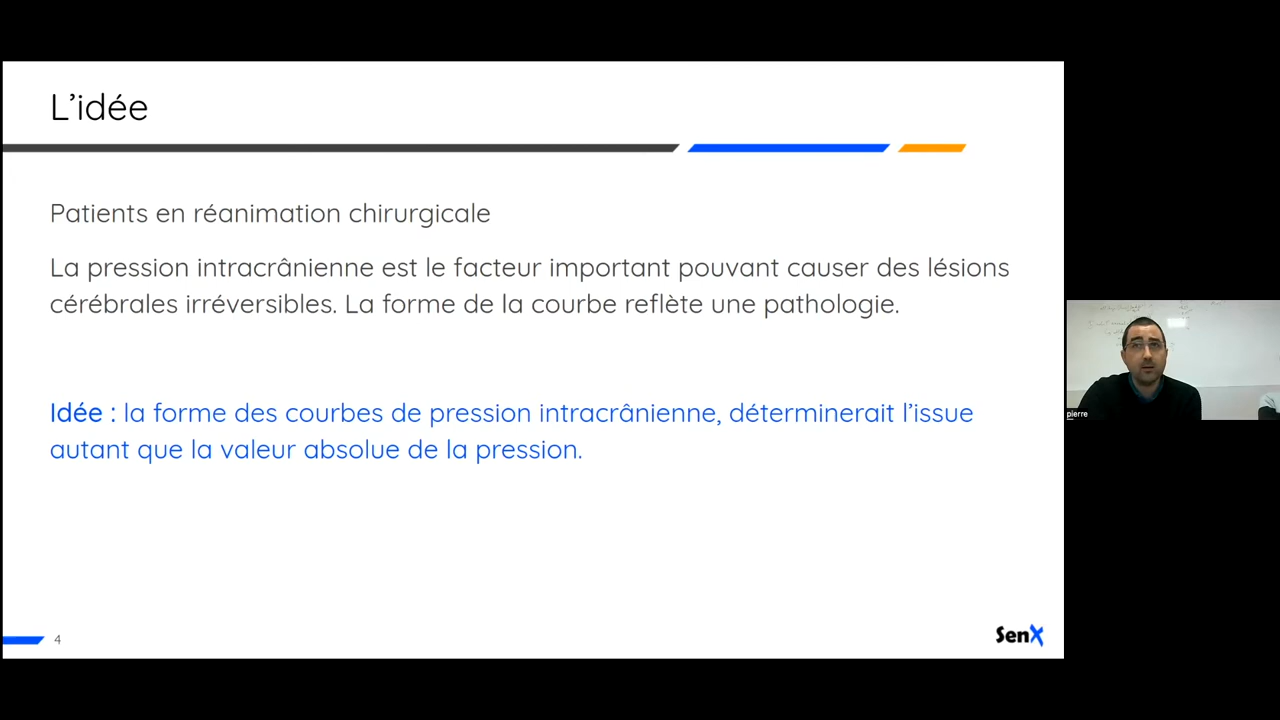 L’idée
Patients en réanimation chirurgicale
La pression intracrânienne est le facteur important pouvant causer des lésions
cérébrales irréversibles. La forme de la courbe reflète une pathologie.
Idée : la forme des courbes de pression intracrânienne, déterminerait l’issue
autant que la valeur absolue de la pression.
4
SenX
pierre